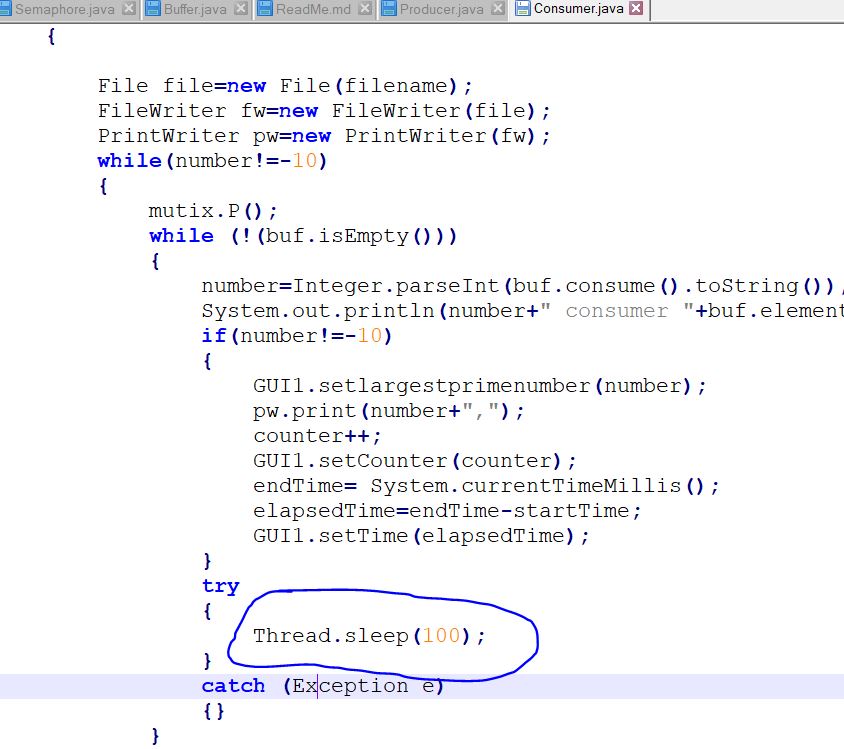 Semaphore.java Buffer.java ReadMe.md Producer.java Consumer.java
{
File file=new File(filename);
FileWriter fw=new FileWriter(file);
PrintWriter pw=new PrintWriter(fw);
while(number!=-10)
{
mutix.P();
while (!(buf.isEmpty()))
{
number=Integer.parseInt(buf.consume().toString());
System.out.println(number+" consumer "+buf.element
if(number!=-10)
{
GUI1.setlargestprimenumber(number);
pw.print(number+",");
counter++;
GUI1.setCounter(counter);
endTime= System.currentTimeMillis();
elapsedTime=endTime-startTime;
GUI1.setTime(elapsedTime);
}
try
{
Thread.sleep(100);
}
catch (Exception e)
{}
}